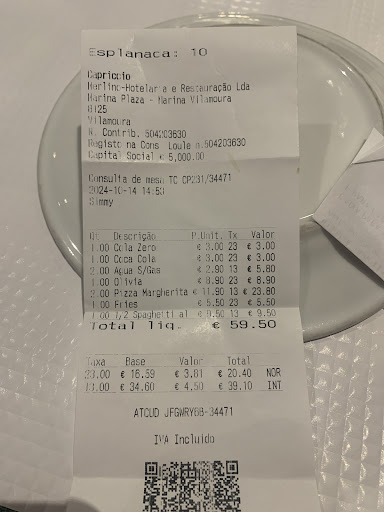 Esplanada: 10
Capriccio
Merlino-Hotelaria e Restauração Lda
Marina Plaza - Marina Vilamoura
8125
Vilamoura
N. Contrib. 504203630
Registo na Cons Loule n.504203630
Capital Social € 5,000.00
Consulta de mesa TC CP231/34471
2024-10-14 14:53
Simmy
Qt Descrição P.Unit. Tx Valor
1.00 Cola Zero € 3.00 23 € 3.00
1.00 Coca Cola € 3.00 23 € 3.00
2.00 Agua S/Gas € 2.90 13 € 5.80
1.00 Olivia € 8.90 23 € 8.90
2.00 Pizza Margherita € 11.90 13 € 23.80
1.00 Fries € 5.50 23 € 5.50
1.00 1/2 Spaghetti al € 9.50 13 € 9.50
Total liq. € 59.50
Taxa Base Valor Total
23.00 € 16.59 € 3.81 € 20.40 NOR
13.00 € 34.60 € 4.50 € 39.10 INT
ATCUD JFGWRY6B-34471
IVA Incluido